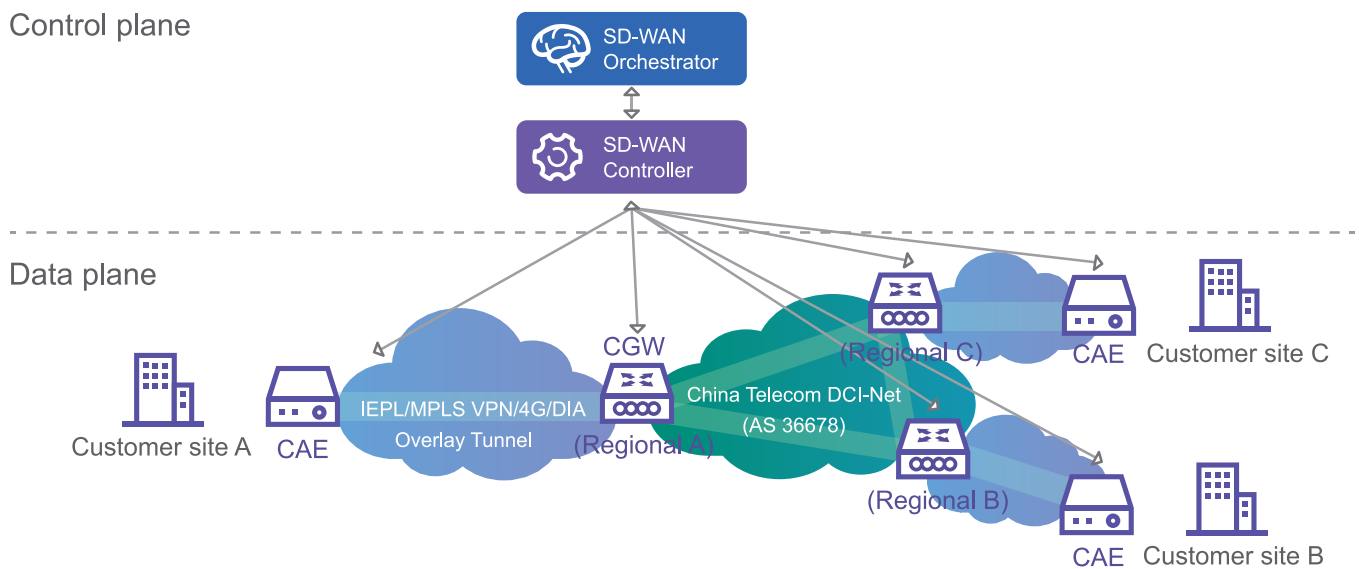 Control plane
SD-WAN
Orchestrator
SD-WAN
Controller
Data plane
CGW
(Regional C)
CAE
Customer site C
IEPL/MPLS VPN/4G/DIA
Overlay Tunnel
China Telecom DCI-Net
(AS 36678)
Customer site A
CAE
(Regional A)
(Regional B)
CAE
Customer site B